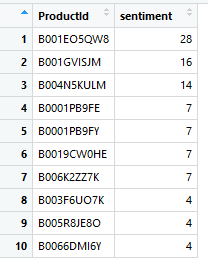 ProductId sentiment
1 B001EO5QW8 28
2 B001GVISJM 16
3 B004N5KULM 14
4 B0001PB9FE 7
5 B0001PB9FY 7
6 B0019CW0HE 7
7 B006K2ZZ7K 7
8 B003F6UO7K 4
9 B005R8JE8O 4
10 B0066DMI6Y 4